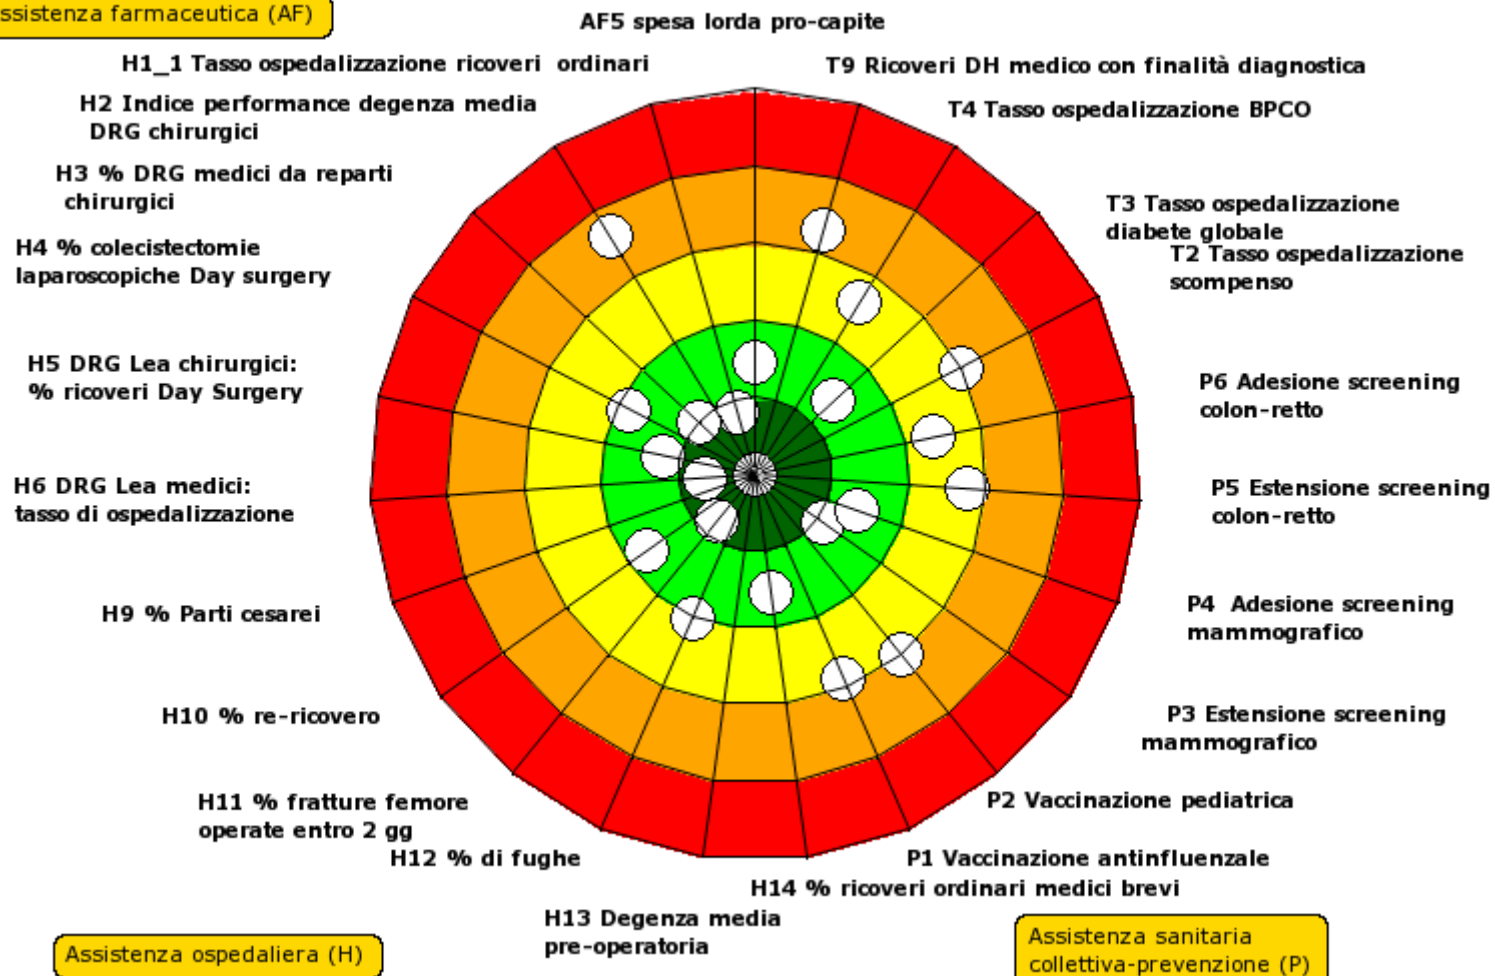 ssistenza farmaceutica (AF)
AF5 spesa lorda pro-capite
H1_1 Tasso ospedalizzazione ricoveri ordinari
T9 Ricoveri DH medico con finalità diagnostica
H2 Indice performance degenza media
DRG chirurgici
T4 Tasso ospedalizzazione BPCO
H3 % DRG medici da reparti
chirurgici
T3 Tasso ospedalizzazione
diabete globale
H4 % colecistectomie
laparoscopiche Day surgery
T2 Tasso ospedalizzazione
scompenso
H5 DRG Lea chirurgici:
% ricoveri Day Surgery
P6 Adesione screening
colon-retto
H6 DRG Lea medici:
tasso di ospedalizzazione
P5 Estensione screening
colon-retto
H9 % Parti cesarei
P4 Adesione screening
mammografico
H10 % re-ricovero
P3 Estensione screening
mammografico
H11 % fratture femore
operate entro 2 gg
P2 Vaccinazione pediatrica
H12 % di fughe
P1 Vaccinazione antinfluenzale
H14 % ricoveri ordinari medici brevi
H13 Degenza media
pre-operatoria
Assistenza ospedaliera (H)
Assistenza sanitaria
collettiva-prevenzione (P)